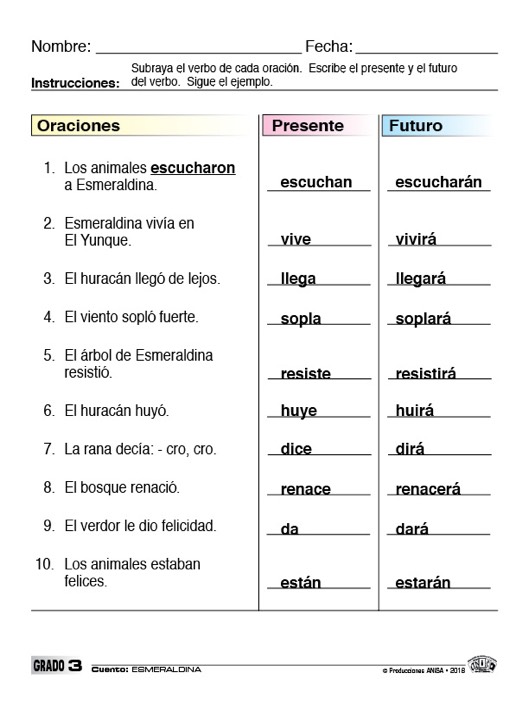 Nombre: Fecha:
Subraya el verbo de cada oración. Escribe el presente y el futuro
Instrucciones: del verbo. Sigue el ejemplo.
Oraciones Presente Futuro
1. Los animales escucharon
a Esmeraldina. escuchan escucharán
2. Esmeraldina vivía en
El Yunque. vive vivirá
3. El huracán llegó de lejos. llega llegará
4. El viento sopló fuerte. sopla soplará
5. El árbol de Esmeraldina
resistió. resiste resistirá
6. El huracán huyó. huye huirá
7. La rana decía: - cro, cro. dice dirá
8. El bosque renació. renace renacerá
9. El verdor le dio felicidad. da dará
10. Los animales estaban
felices. están estarán
GRADO 3 Cuento: ESMERALDINA © Producciones ANISA • 2018